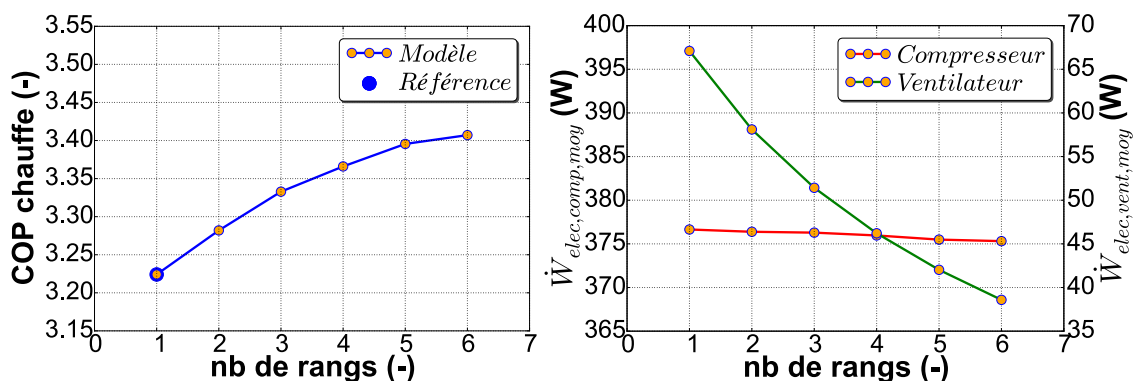 COP chauffe (-)
3.55
3.50
3.45
3.40
3.35
3.30
3.25
3.20
3.15
0 1 2 3 4 5 6 7
nb de rangs (-)
Modèle
Référence
Ẇelec,comp,moy (W)
400
395
390
385
380
375
370
365
0 1 2 3 4 5 6 7
nb de rangs (-)
Compresseur
Ventilateur
70
65
60
55
50
45
40
35
Ẇelec,vent,moy (W)